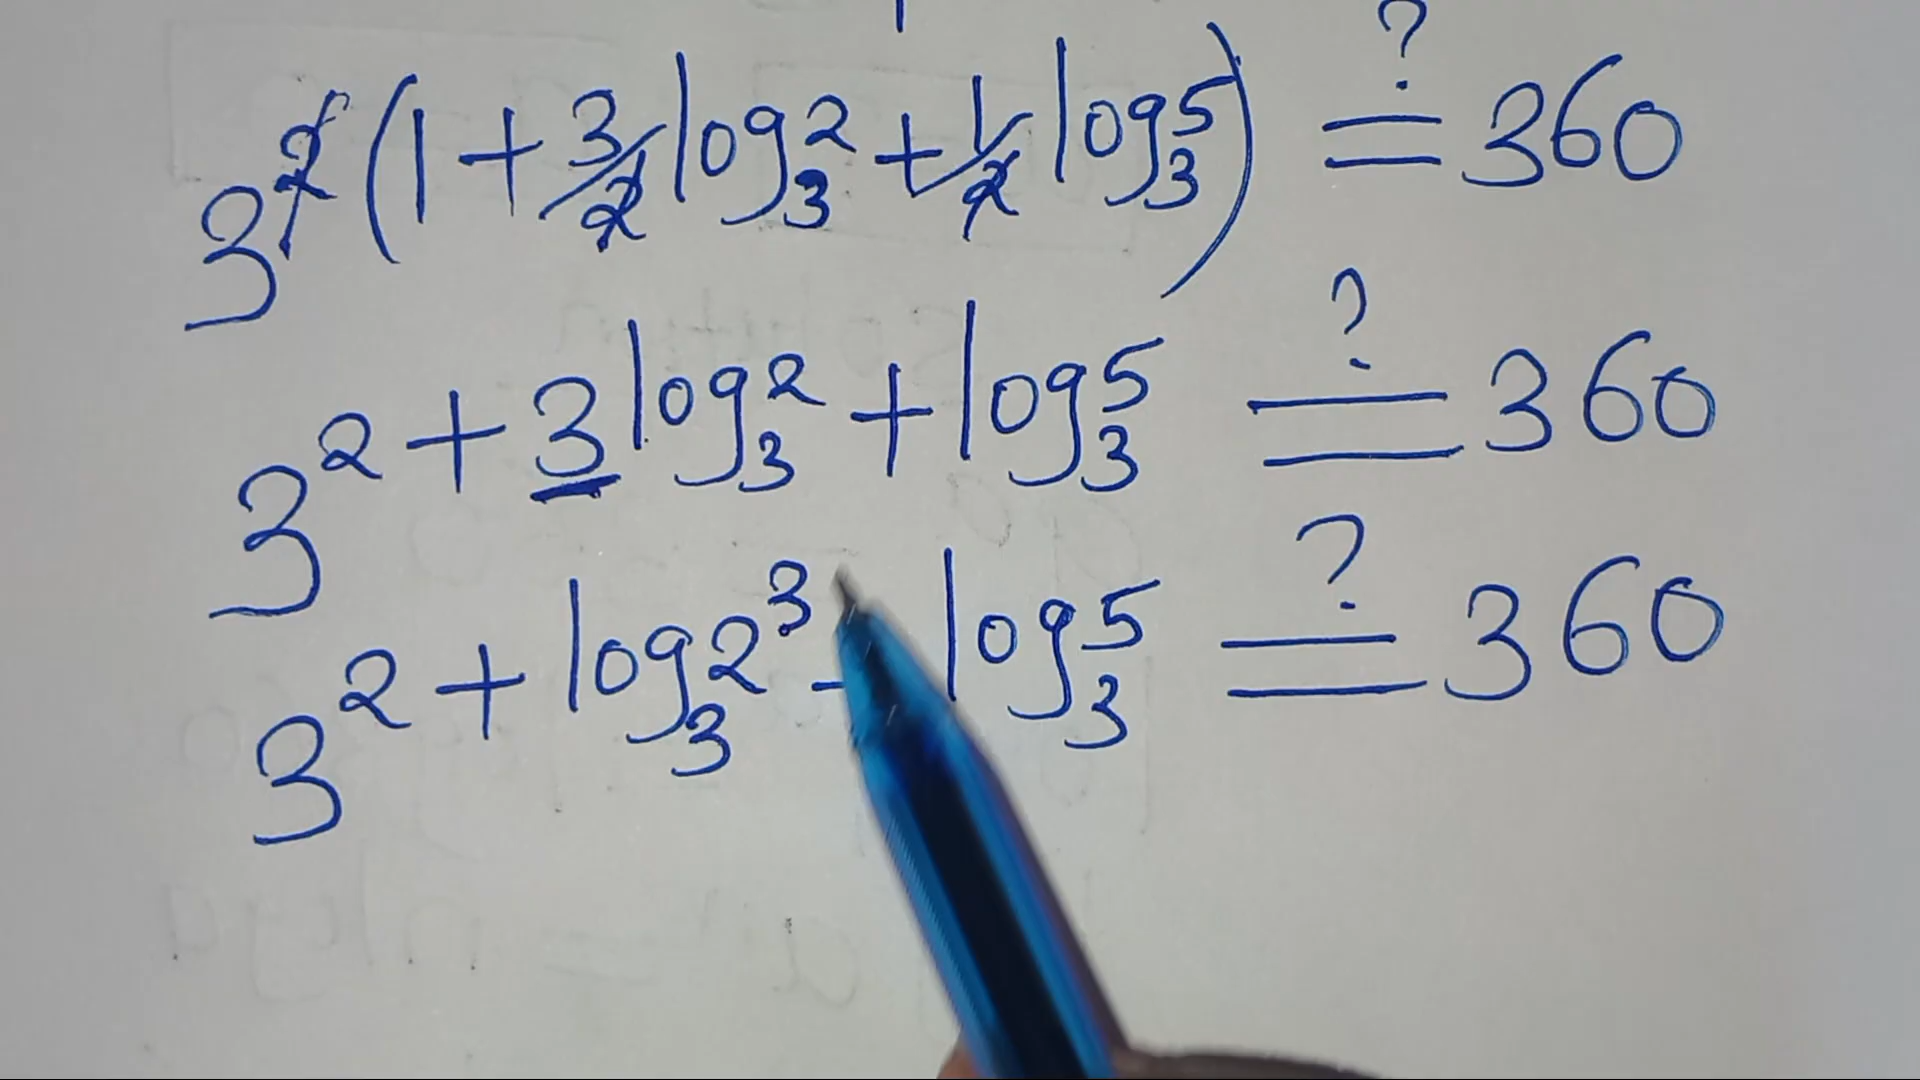 3^2(1 + 3/2 log_3 2 + 1/2 log_3 5) ?= 360
3^2 + 3 log_3 2 + log_3 5 ?= 360
3^2 + log_3 2^3 + log_3 5 ?= 360